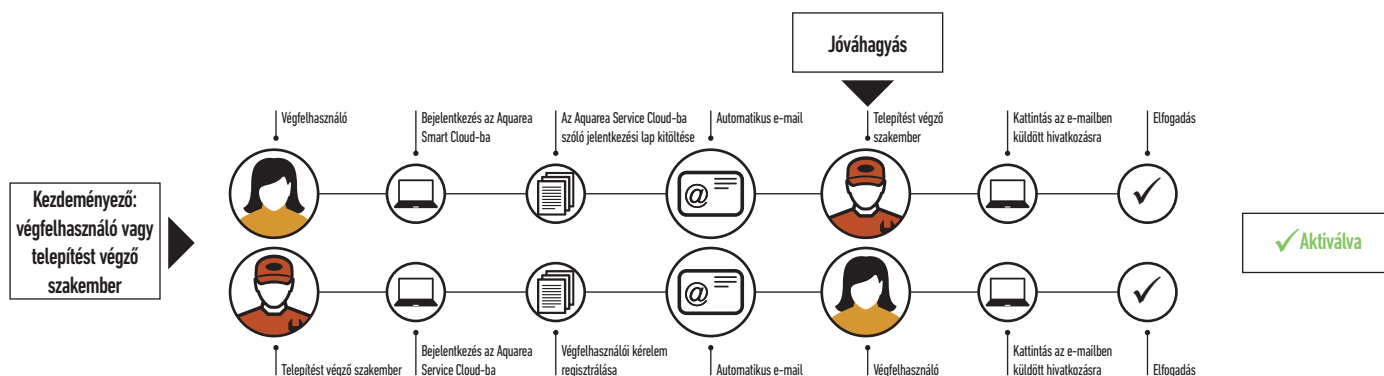 Jóváhagyás
Végfelhasználó
Bejelentkezés az Aquarea
Smart Cloud-ba
Az Aquarea Service Cloud-ba
szóló jelentkezési lap kitöltése
Automatikus e-mail
Telepítést végző
szakember
Kattintás az e-mailben
küldött hivatkozásra
Elfogadás
Kezdeményező:
végfelhasználó vagy
telepítést végző
szakember
@
@
Aktiválva
Telepítést végző szakember
Bejelentkezés az Aquarea
Service Cloud-ba
Végfelhasználói kérelem
regisztrálása
Automatikus e-mail
Végfelhasználó
Kattintás az e-mailben
küldött hivatkozásra
Elfogadás